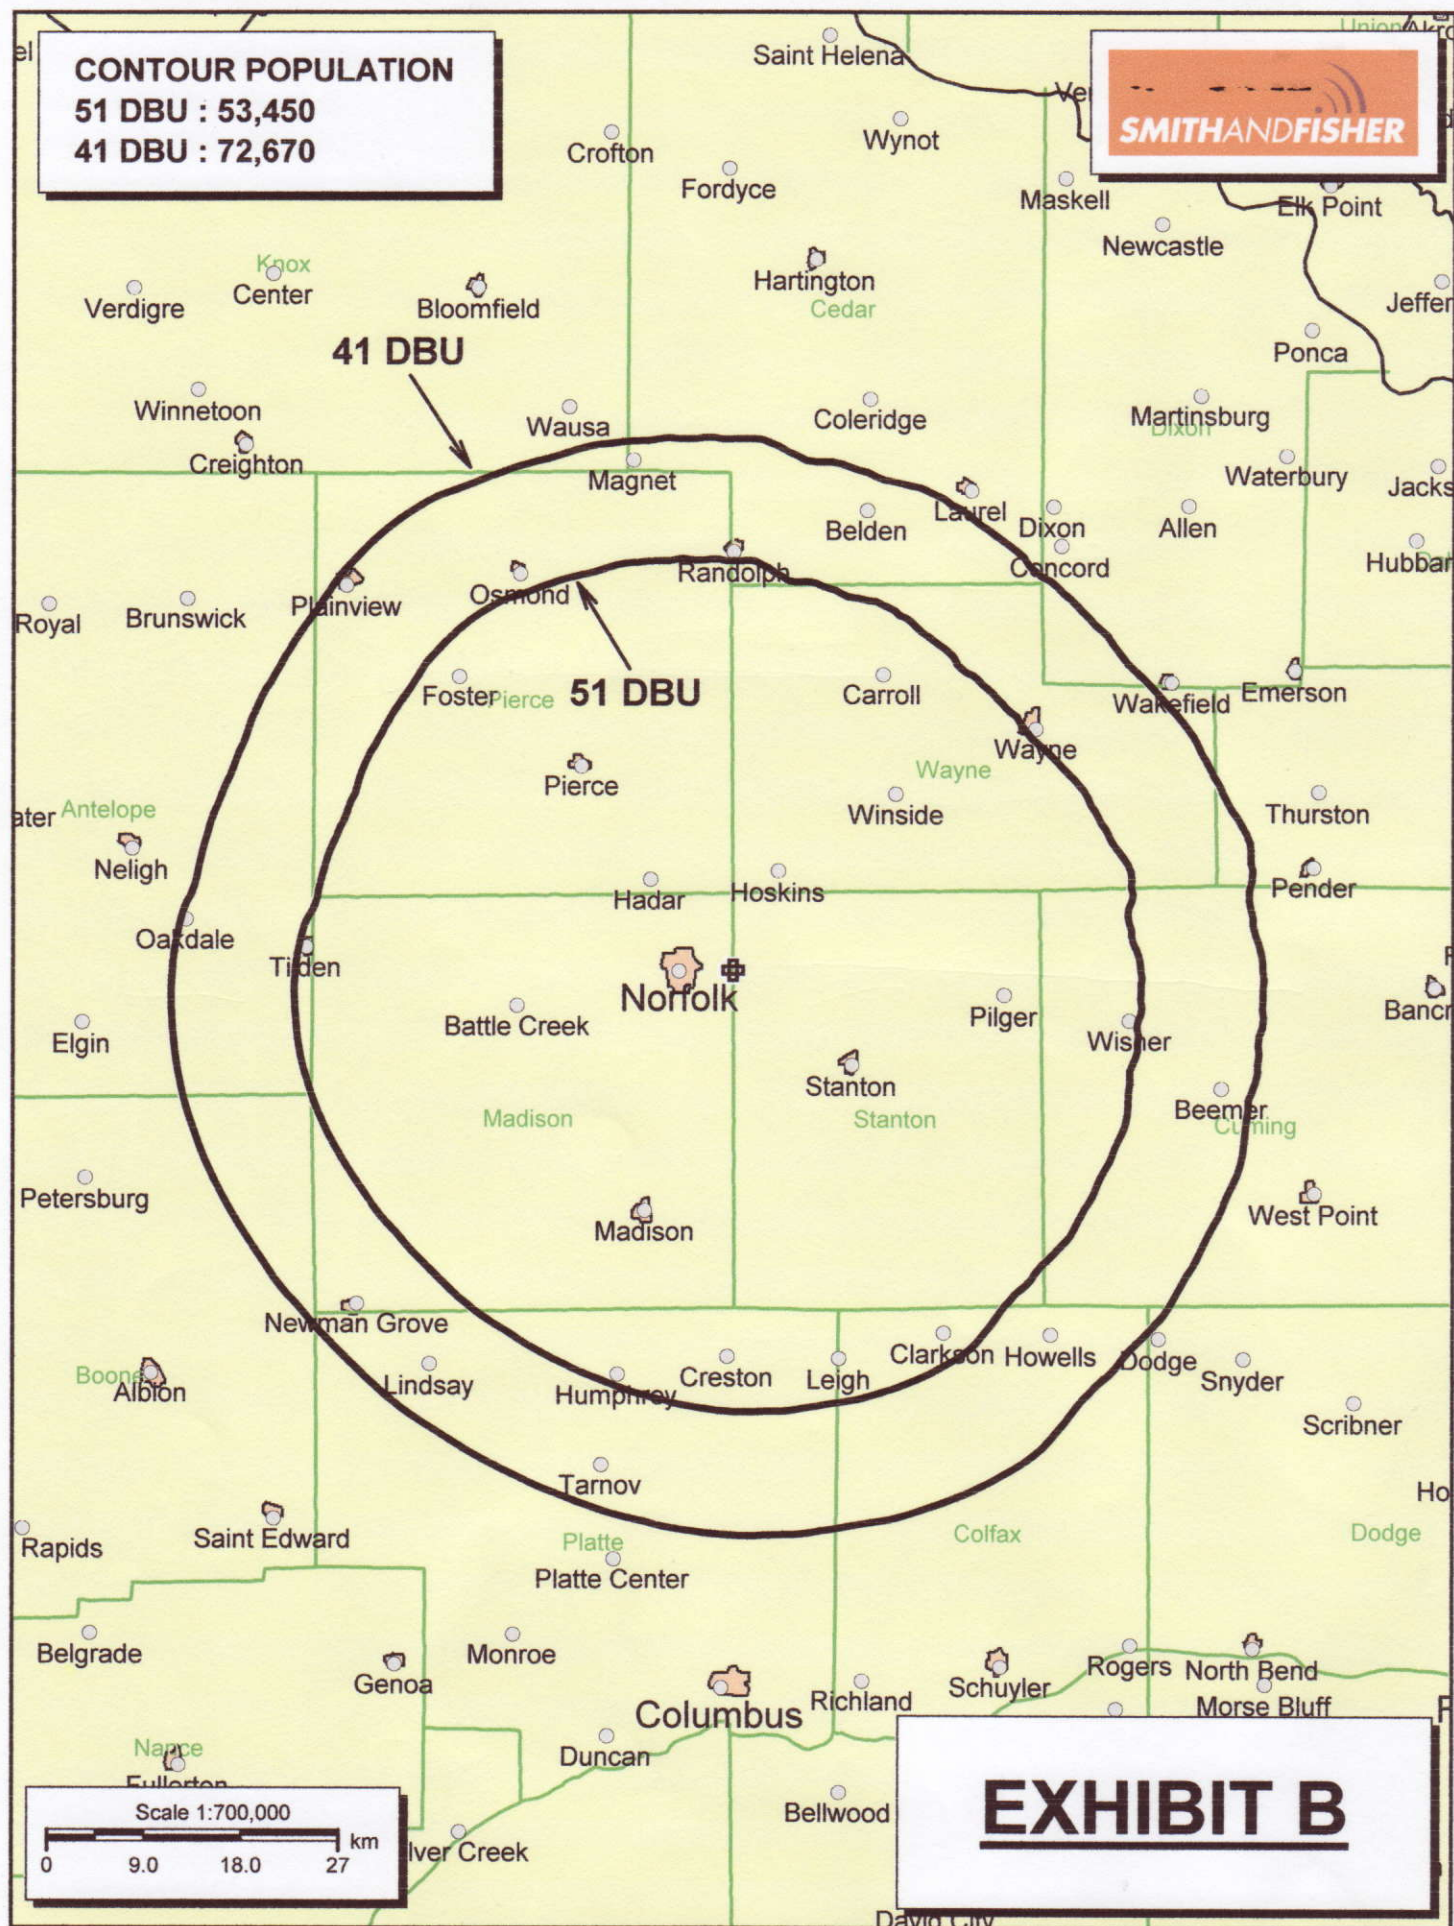 CONTOUR POPULATION
51 DBU : 53,450
41 DBU : 72,670
SMITHANDFISHER
Union
Saint Helena
Wynot
Crofton
Fordyce
Maskell
Elk Point
Newcastle
Knox
Center
Verdigre
Bloomfield
Hartington
Cedar
Ponca
41 DBU
Winnetoon
Wausa
Coleridge
Martinsburg
Dixon
Creighton
Magnet
Waterbury
Laurel
Belden
Dixon
Allen
Concord
Randolph
Osmond
Plainview
Royal
Brunswick
Foster
Pierce
51 DBU
Carroll
Wakefield
Emerson
Wayne
Pierce
Wayne
Winside
Thurston
Antelope
Neligh
Hadar
Hoskins
Pender
Oakdale
Tilden
Norfolk
Battle Creek
Pilger
Elgin
Wisner
Stanton
Beemer
Madison
Stanton
Cuming
Petersburg
Madison
West Point
Newman Grove
Clarkson
Howells
Dodge
Boone
Albion
Lindsay
Humphrey
Creston
Leigh
Snyder
Scribner
Tarnov
Saint Edward
Rapids
Platte
Colfax
Dodge
Platte Center
Belgrade
Monroe
Genoa
Rogers
North Bend
Columbus
Richland
Schuyler
Morse Bluff
Nance
Fullerton
Duncan
Bellwood
Scale 1:700,000
km
0 9.0 18.0 27
lver Creek
EXHIBIT B
David City